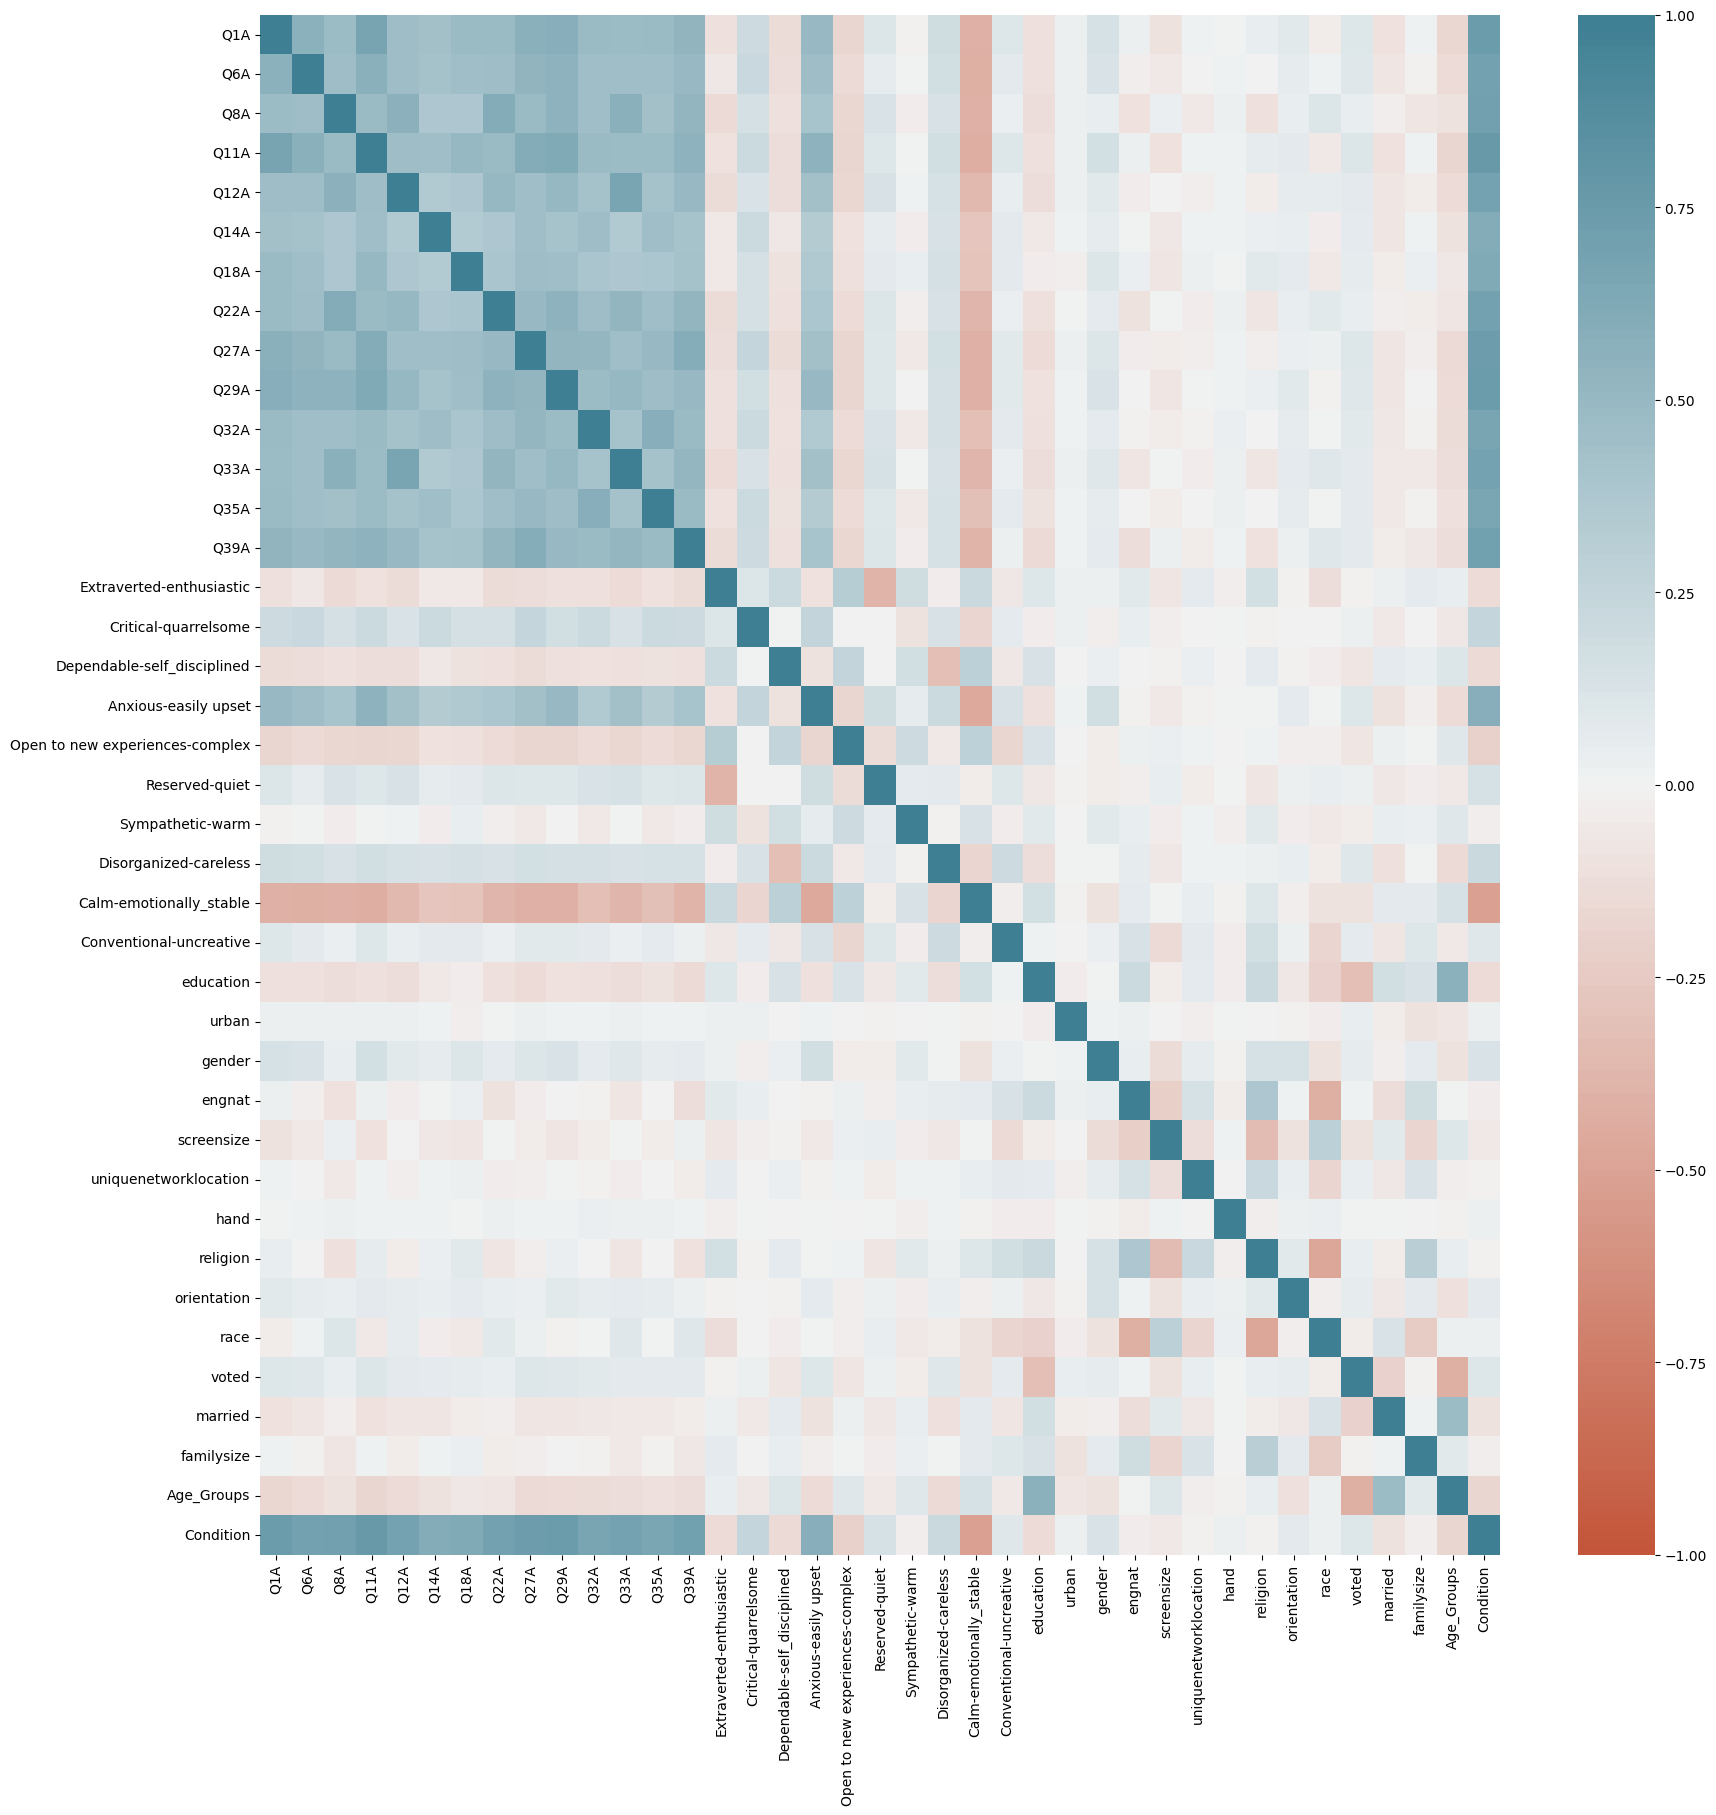 Q1A
Q6A
Q8A
Q11A
Q12A
Q14A
Q18A
Q22A
Q27A
Q29A
Q32A
Q33A
Q35A
Q39A
Extraverted-enthusiastic
Critical-quarrelsome
Dependable-self_disciplined
Anxious-easily upset
Open to new experiences-complex
Reserved-quiet
Sympathetic-warm
Disorganized-careless
Calm-emotionally_stable
Conventional-uncreative
education
urban
gender
engnat
screensize
uniquenetworklocation
hand
religion
orientation
race
voted
married
familysize
Age_Groups
Condition
Q1A
Q6A
Q8A
Q11A
Q12A
Q14A
Q18A
Q22A
Q27A
Q29A
Q32A
Q33A
Q35A
Q39A
Extraverted-enthusiastic
Critical-quarrelsome
Dependable-self_disciplined
Anxious-easily upset
Open to new experiences-complex
Reserved-quiet
Sympathetic-warm
Disorganized-careless
Calm-emotionally_stable
Conventional-uncreative
education
urban
gender
engnat
screensize
uniquenetworklocation
hand
religion
orientation
race
voted
married
familysize
Age_Groups
Condition
1.00
0.75
0.50
0.25
0.00
−0.25
−0.50
−0.75
−1.00